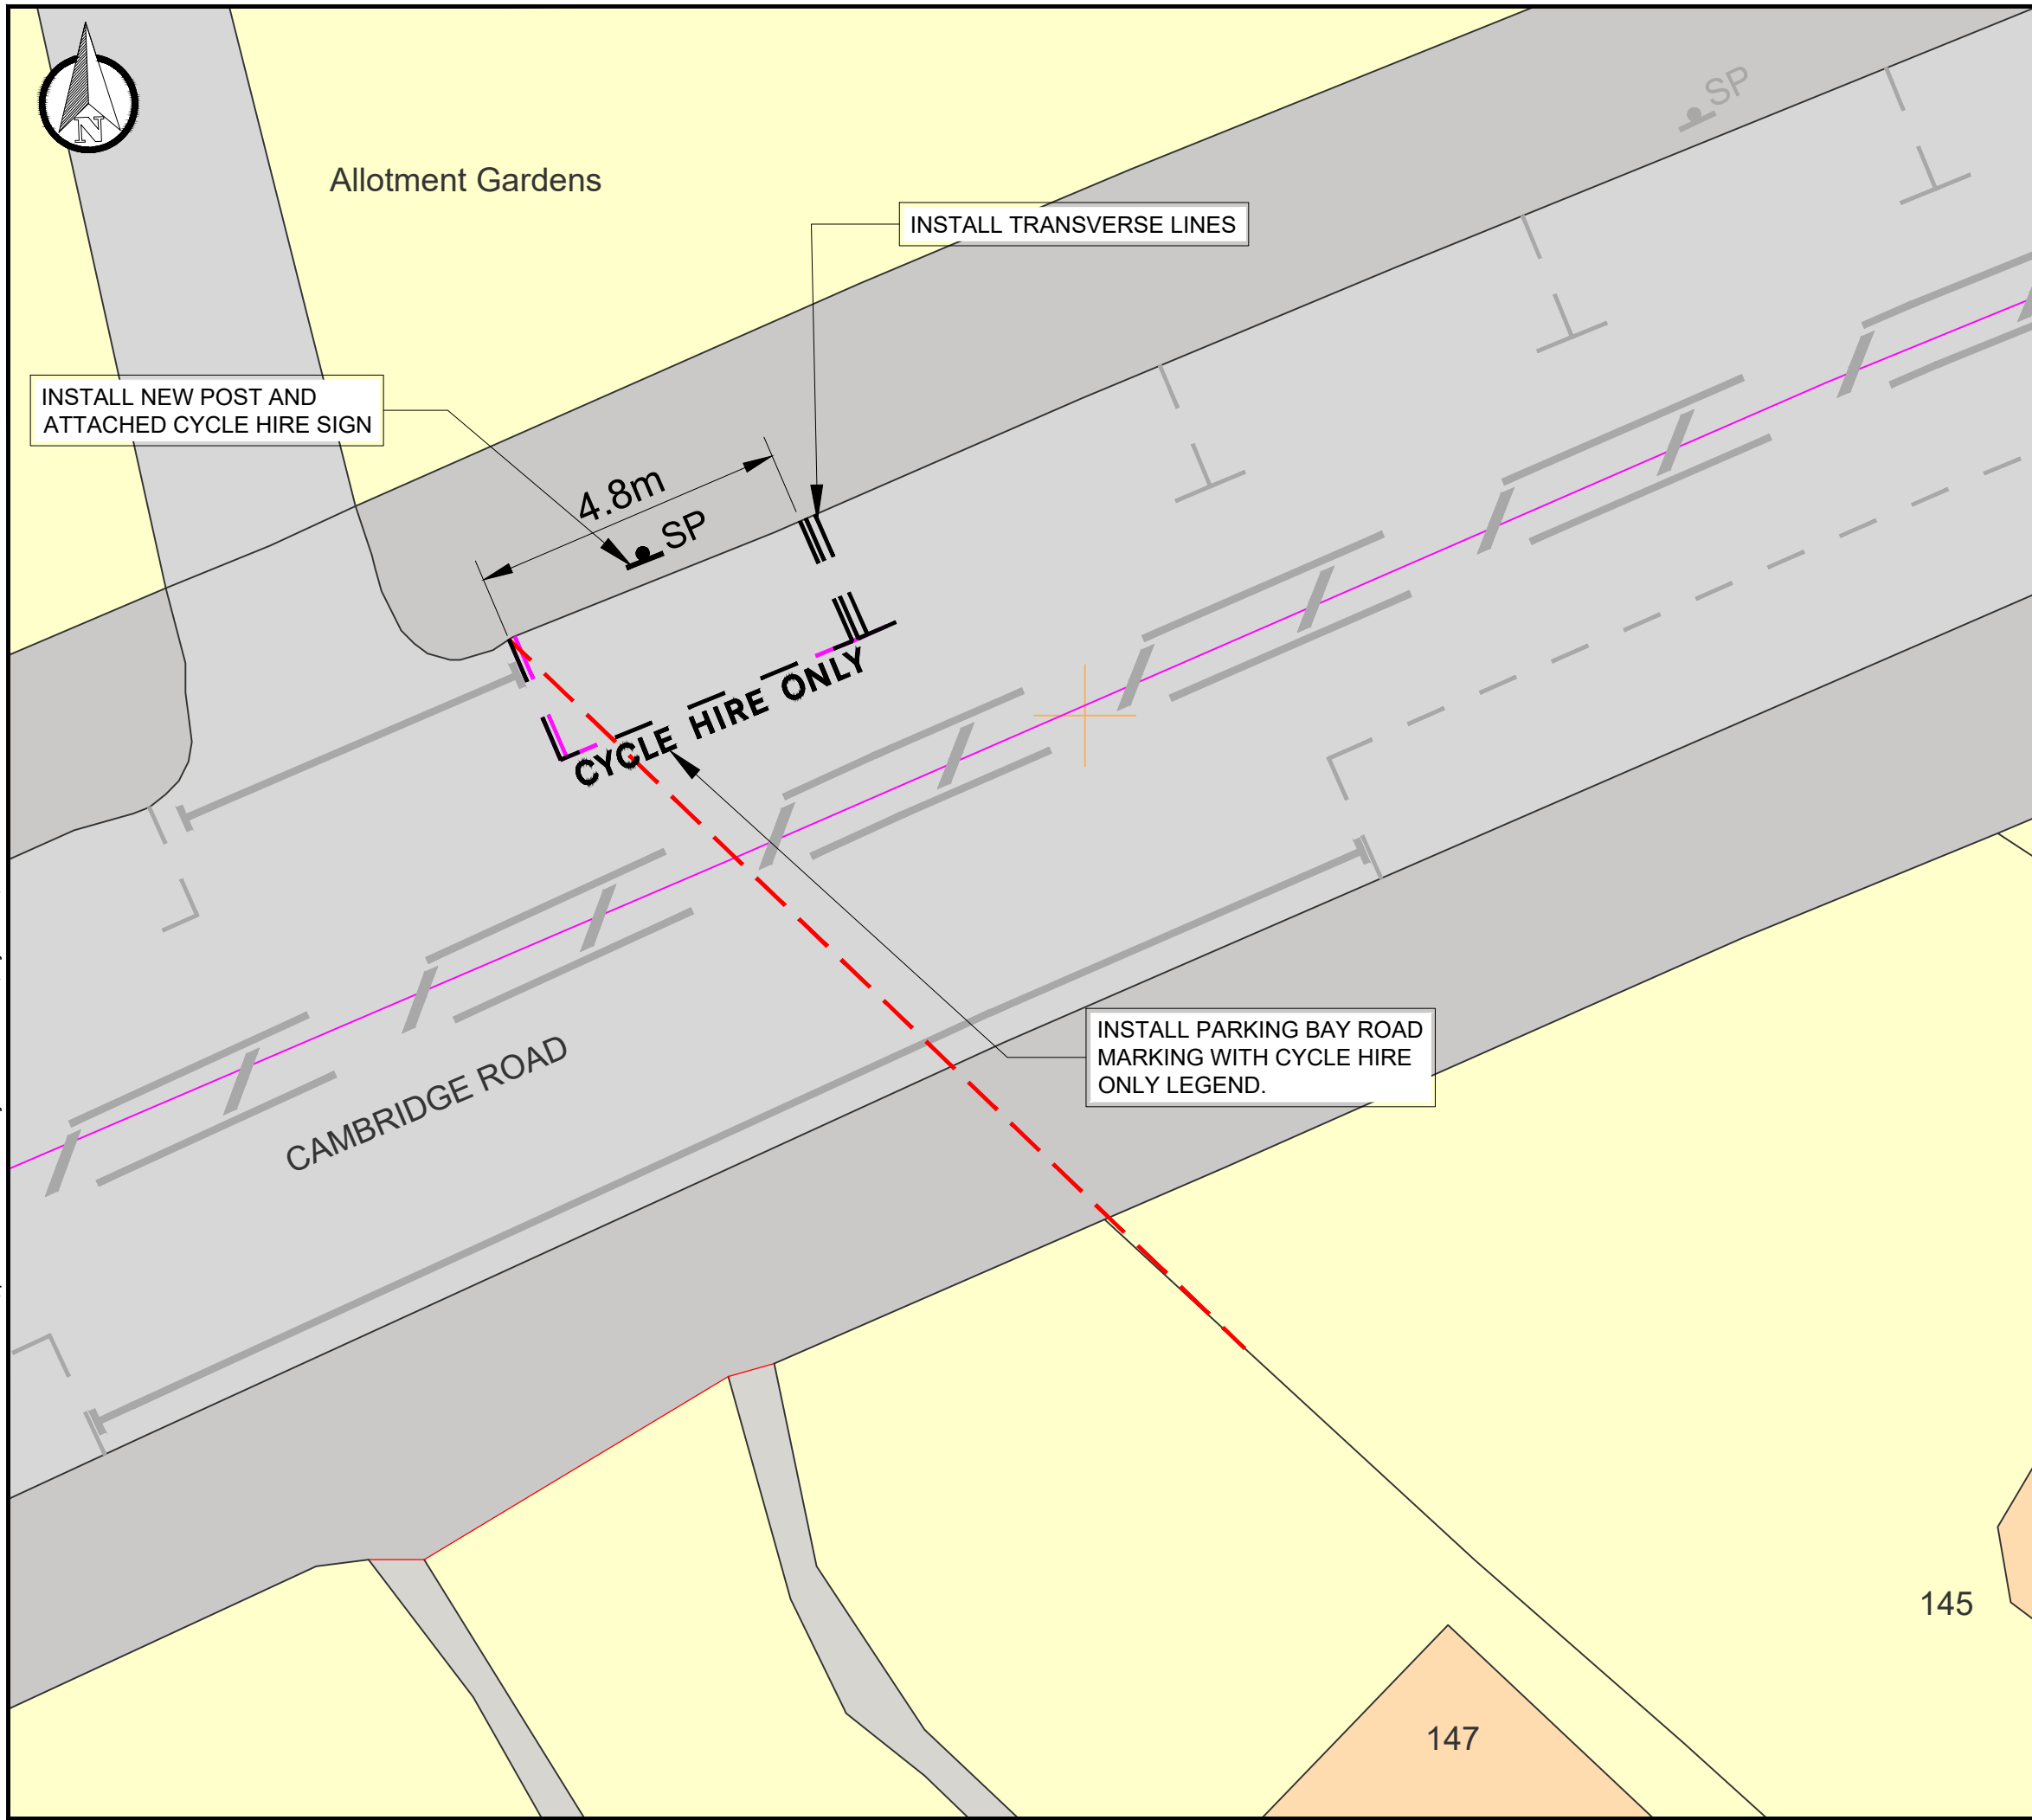 N
SP
Allotment Gardens
INSTALL TRANSVERSE LINES
INSTALL NEW POST AND
ATTACHED CYCLE HIRE SIGN
4.8m
SP
CYCLE HIRE ONLY
INSTALL PARKING BAY ROAD
MARKING WITH CYCLE HIRE
ONLY LEGEND.
CAMBRIDGE ROAD
145
147